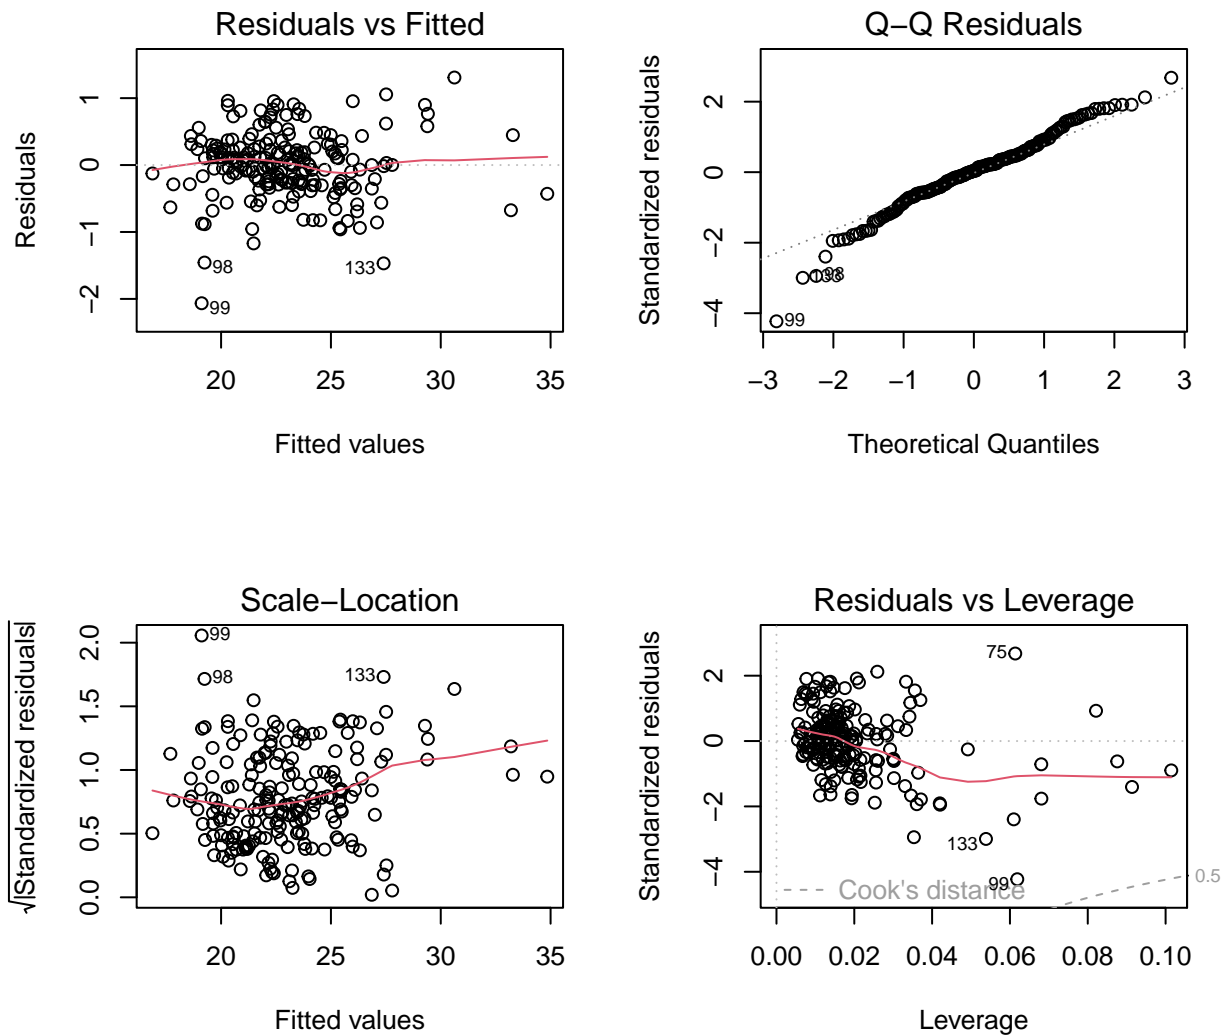 Residuals vs Fitted
Residuals
1
0
−1
−2
98
99
133
20 25 30 35
Fitted values
Q−Q Residuals
Standardized residuals
2
0
−2
−4
99
−3 −2 −1 0 1 2 3
Theoretical Quantiles
Scale−Location
√|Standardized residuals|
2.0
1.5
1.0
0.5
0.0
99
98
133
20 25 30 35
Fitted values
Residuals vs Leverage
Standardized residuals
2
0
−2
−4
75
133
99
Cook's distance
0.5
0.00 0.02 0.04 0.06 0.08 0.10
Leverage